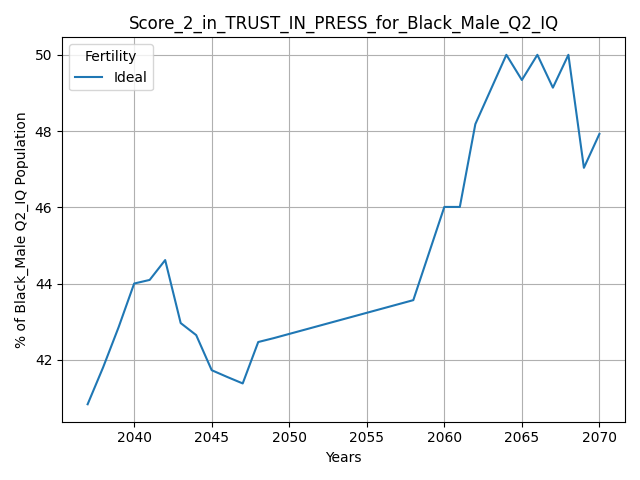 Score_2_in_TRUST_IN_PRESS_for_Black_Male_Q2_IQ
Fertility
Ideal
% of Black_Male Q2_IQ Population
50
48
46
44
42
2040 2045 2050 2055 2060 2065 2070
Years